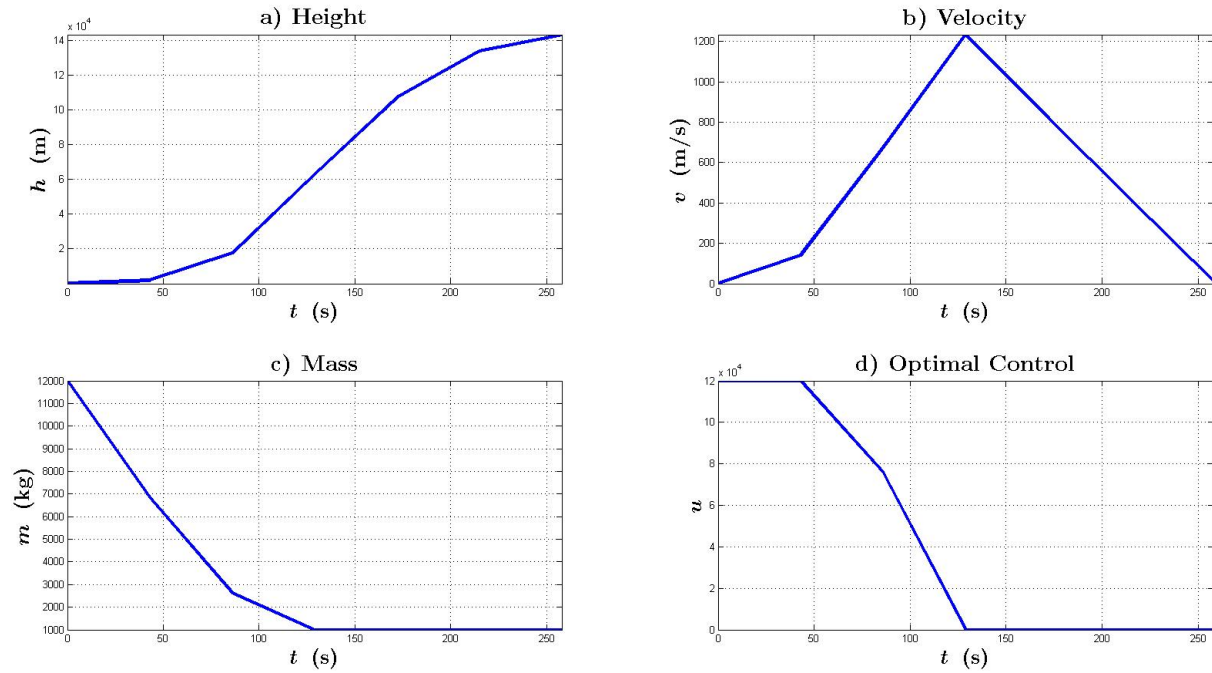 a) Height
x 10^4
14
12
10
8
6
4
2
h (m)
0 50 100 150 200 250
t (s)
b) Velocity
1200
1000
800
600
400
200
0
v (m/s)
0 50 100 150 200 250
t (s)
c) Mass
12000
11000
10000
9000
8000
7000
6000
5000
4000
3000
2000
1000
m (kg)
0 50 100 150 200 250
t (s)
d) Optimal Control
x 10^4
12
10
8
6
4
2
0
u
0 50 100 150 200 250
t (s)